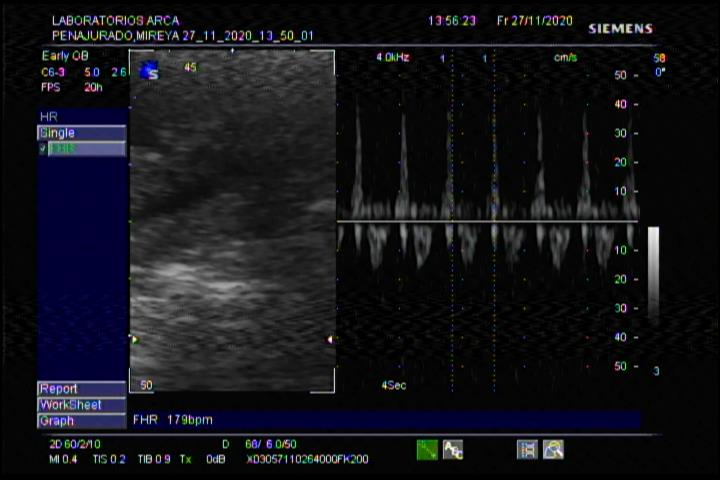 LABORATORIOS ARCA 13:56:23 Fr 27/11/2020 SIEMENS
PENAJURADO,MIREYA 27_11_2020_13_50_01
Early OB 45 4.0kHz 1 1 cm/s 58
C6-3 5.0 2.6 0°
FPS 20h 50
40
HR
Single 30
FHR
20
10
10
20
30
40
50
3
50 4Sec
Report
WorkSheet
Graph FHR 179bpm
2D 60/2/10 D 68/ 6.0/50
MI 0.4 TIS 0.2 TIB 0.9 Tx 0dB XD3057110264000FK200